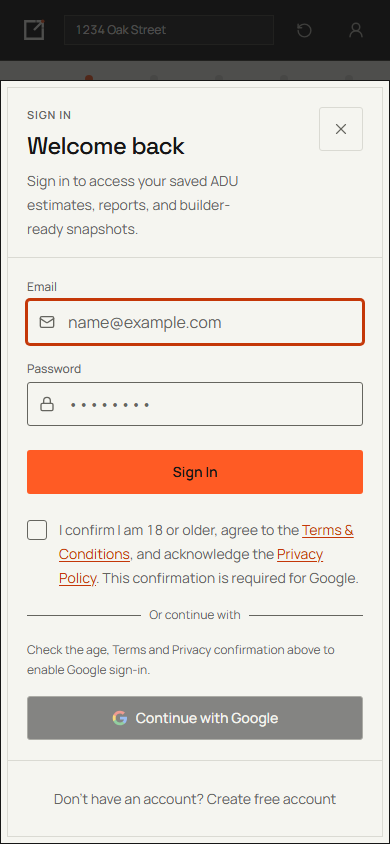 1234 Oak Street
SIGN IN
Welcome back
Sign in to access your saved ADU
estimates, reports, and builder-
ready snapshots.
Email
name@example.com
Password
••••••••
Sign In
I confirm I am 18 or older, agree to the Terms &
Conditions, and acknowledge the Privacy
Policy. This confirmation is required for Google.
Or continue with
Check the age, Terms and Privacy confirmation above to
enable Google sign-in.
Continue with Google
Don't have an account? Create free account